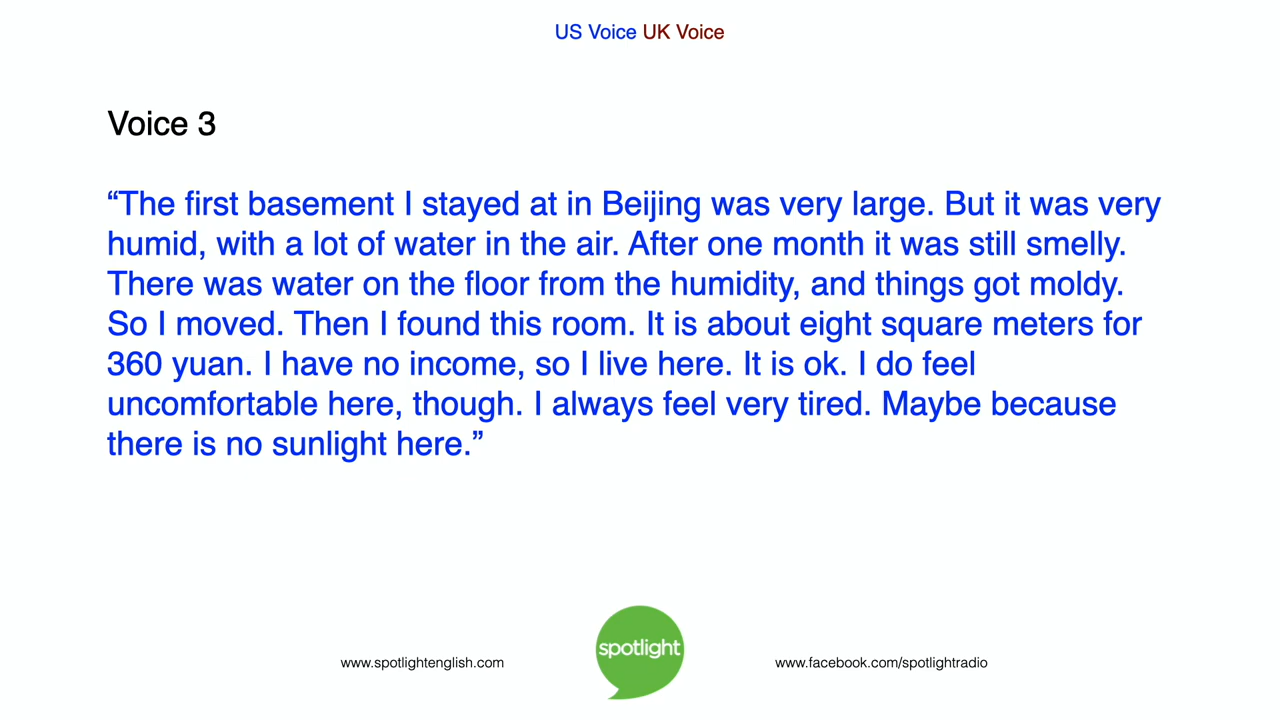 US Voice UK Voice
Voice 3
“The first basement I stayed at in Beijing was very large. But it was very
humid, with a lot of water in the air. After one month it was still smelly.
There was water on the floor from the humidity, and things got moldy.
So I moved. Then I found this room. It is about eight square meters for
360 yuan. I have no income, so I live here. It is ok. I do feel
uncomfortable here, though. I always feel very tired. Maybe because
there is no sunlight here.”
www.spotlightenglish.com
spotlight
www.facebook.com/spotlightradio